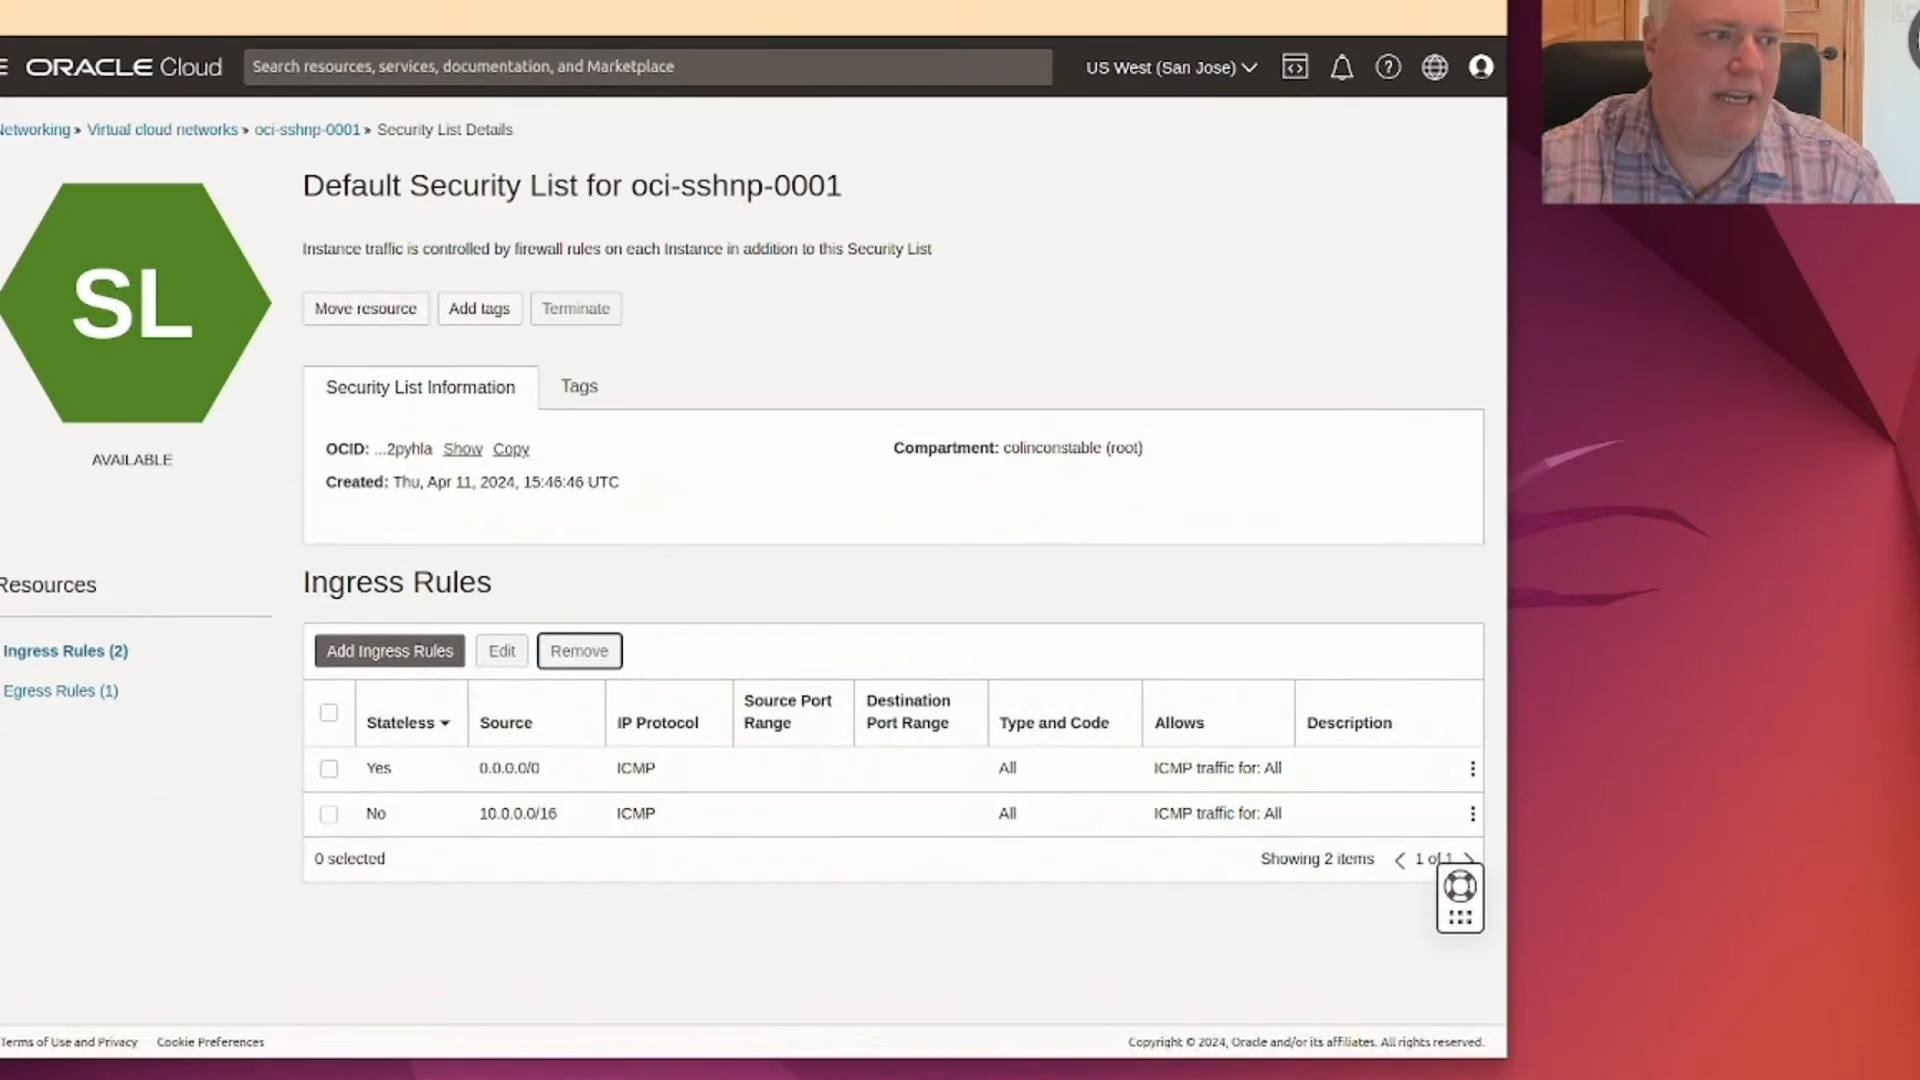 ORACLE Cloud
Search resources, services, documentation, and Marketplace
US West (San Jose)
Networking » Virtual cloud networks » oci-sshnp-0001 » Security List Details
SL
AVAILABLE
Default Security List for oci-sshnp-0001
Instance traffic is controlled by firewall rules on each Instance in addition to this Security List
Move resource Add tags Terminate
Security List Information Tags
OCID: ...2pyhla Show Copy
Compartment: colinconstable (root)
Created: Thu, Apr 11, 2024, 15:46:46 UTC
Resources
Ingress Rules (2)
Egress Rules (1)
Ingress Rules
Add Ingress Rules Edit Remove
Stateless Source IP Protocol Source Port Range Destination Port Range Type and Code Allows Description
Yes 0.0.0.0/0 ICMP All ICMP traffic for: All
No 10.0.0.0/16 ICMP All ICMP traffic for: All
0 selected Showing 2 items 1 of 1
Terms of Use and Privacy Cookie Preferences
Copyright © 2024, Oracle and/or its affiliates. All rights reserved.